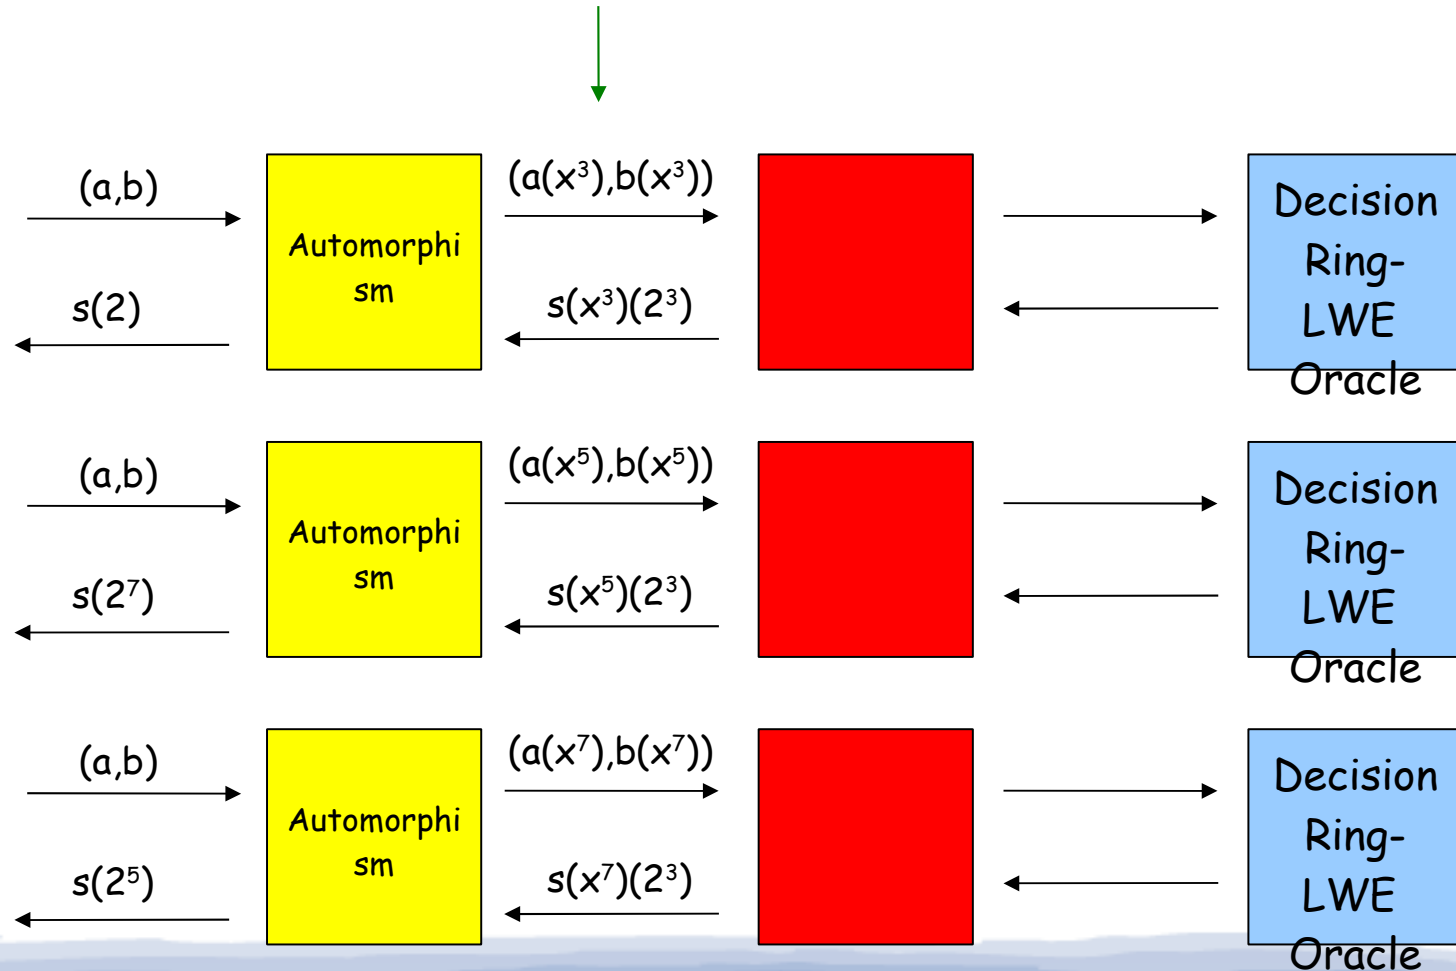 (a,b)
Automorphi
sm
s(2)
(a(x³),b(x³))
s(x³)(2³)
Decision
Ring-
LWE
Oracle
(a,b)
Automorphi
sm
s(2⁷)
(a(x⁵),b(x⁵))
s(x⁵)(2³)
Decision
Ring-
LWE
Oracle
(a,b)
Automorphi
sm
s(2⁵)
(a(x⁷),b(x⁷))
s(x⁷)(2³)
Decision
Ring-
LWE
Oracle